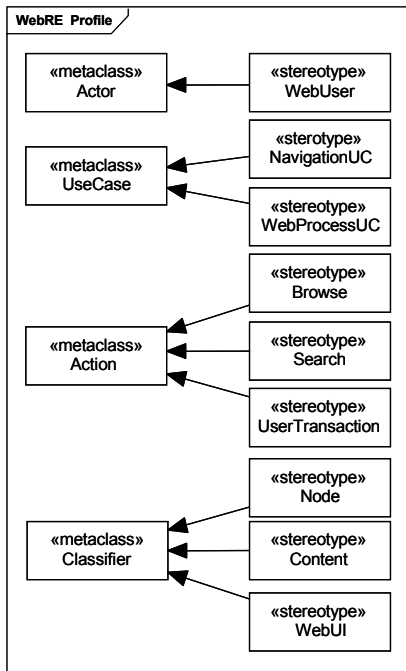 WebRE Profile
«metaclass»
Actor
«stereotype»
WebUser
«metaclass»
UseCase
«sterotype»
NavigationUC
«stereotype»
WebProcessUC
«metaclass»
Action
«stereotype»
Browse
«stereotype»
Search
«stereotype»
UserTransaction
«metaclass»
Classifier
«stereotype»
Node
«stereotype»
Content
«stereotype»
WebUI